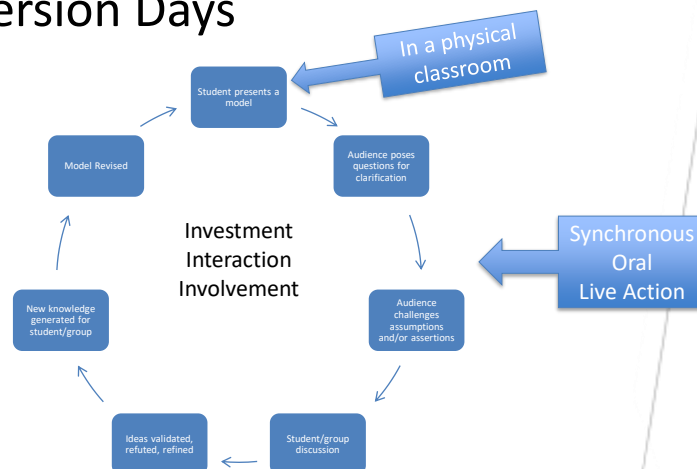 ersion Days
In a physical
classroom
Student presents a
model
Audience poses
questions for
clarification
Synchronous
Oral
Live Action
Audience
challenges
assumptions
and/or assertions
Student/group
discussion
Ideas validated,
refuted, refined
New knowledge
generated for
student/group
Model Revised
Investment
Interaction
Involvement